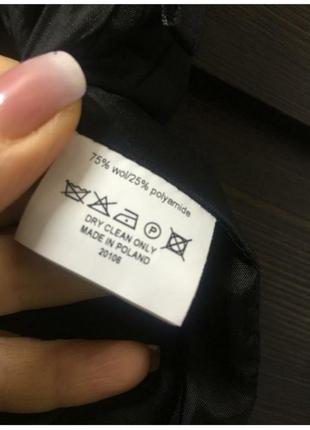 75% wol/25% polyamide
P
DRY CLEAN ONLY
MADE IN POLAND
20106